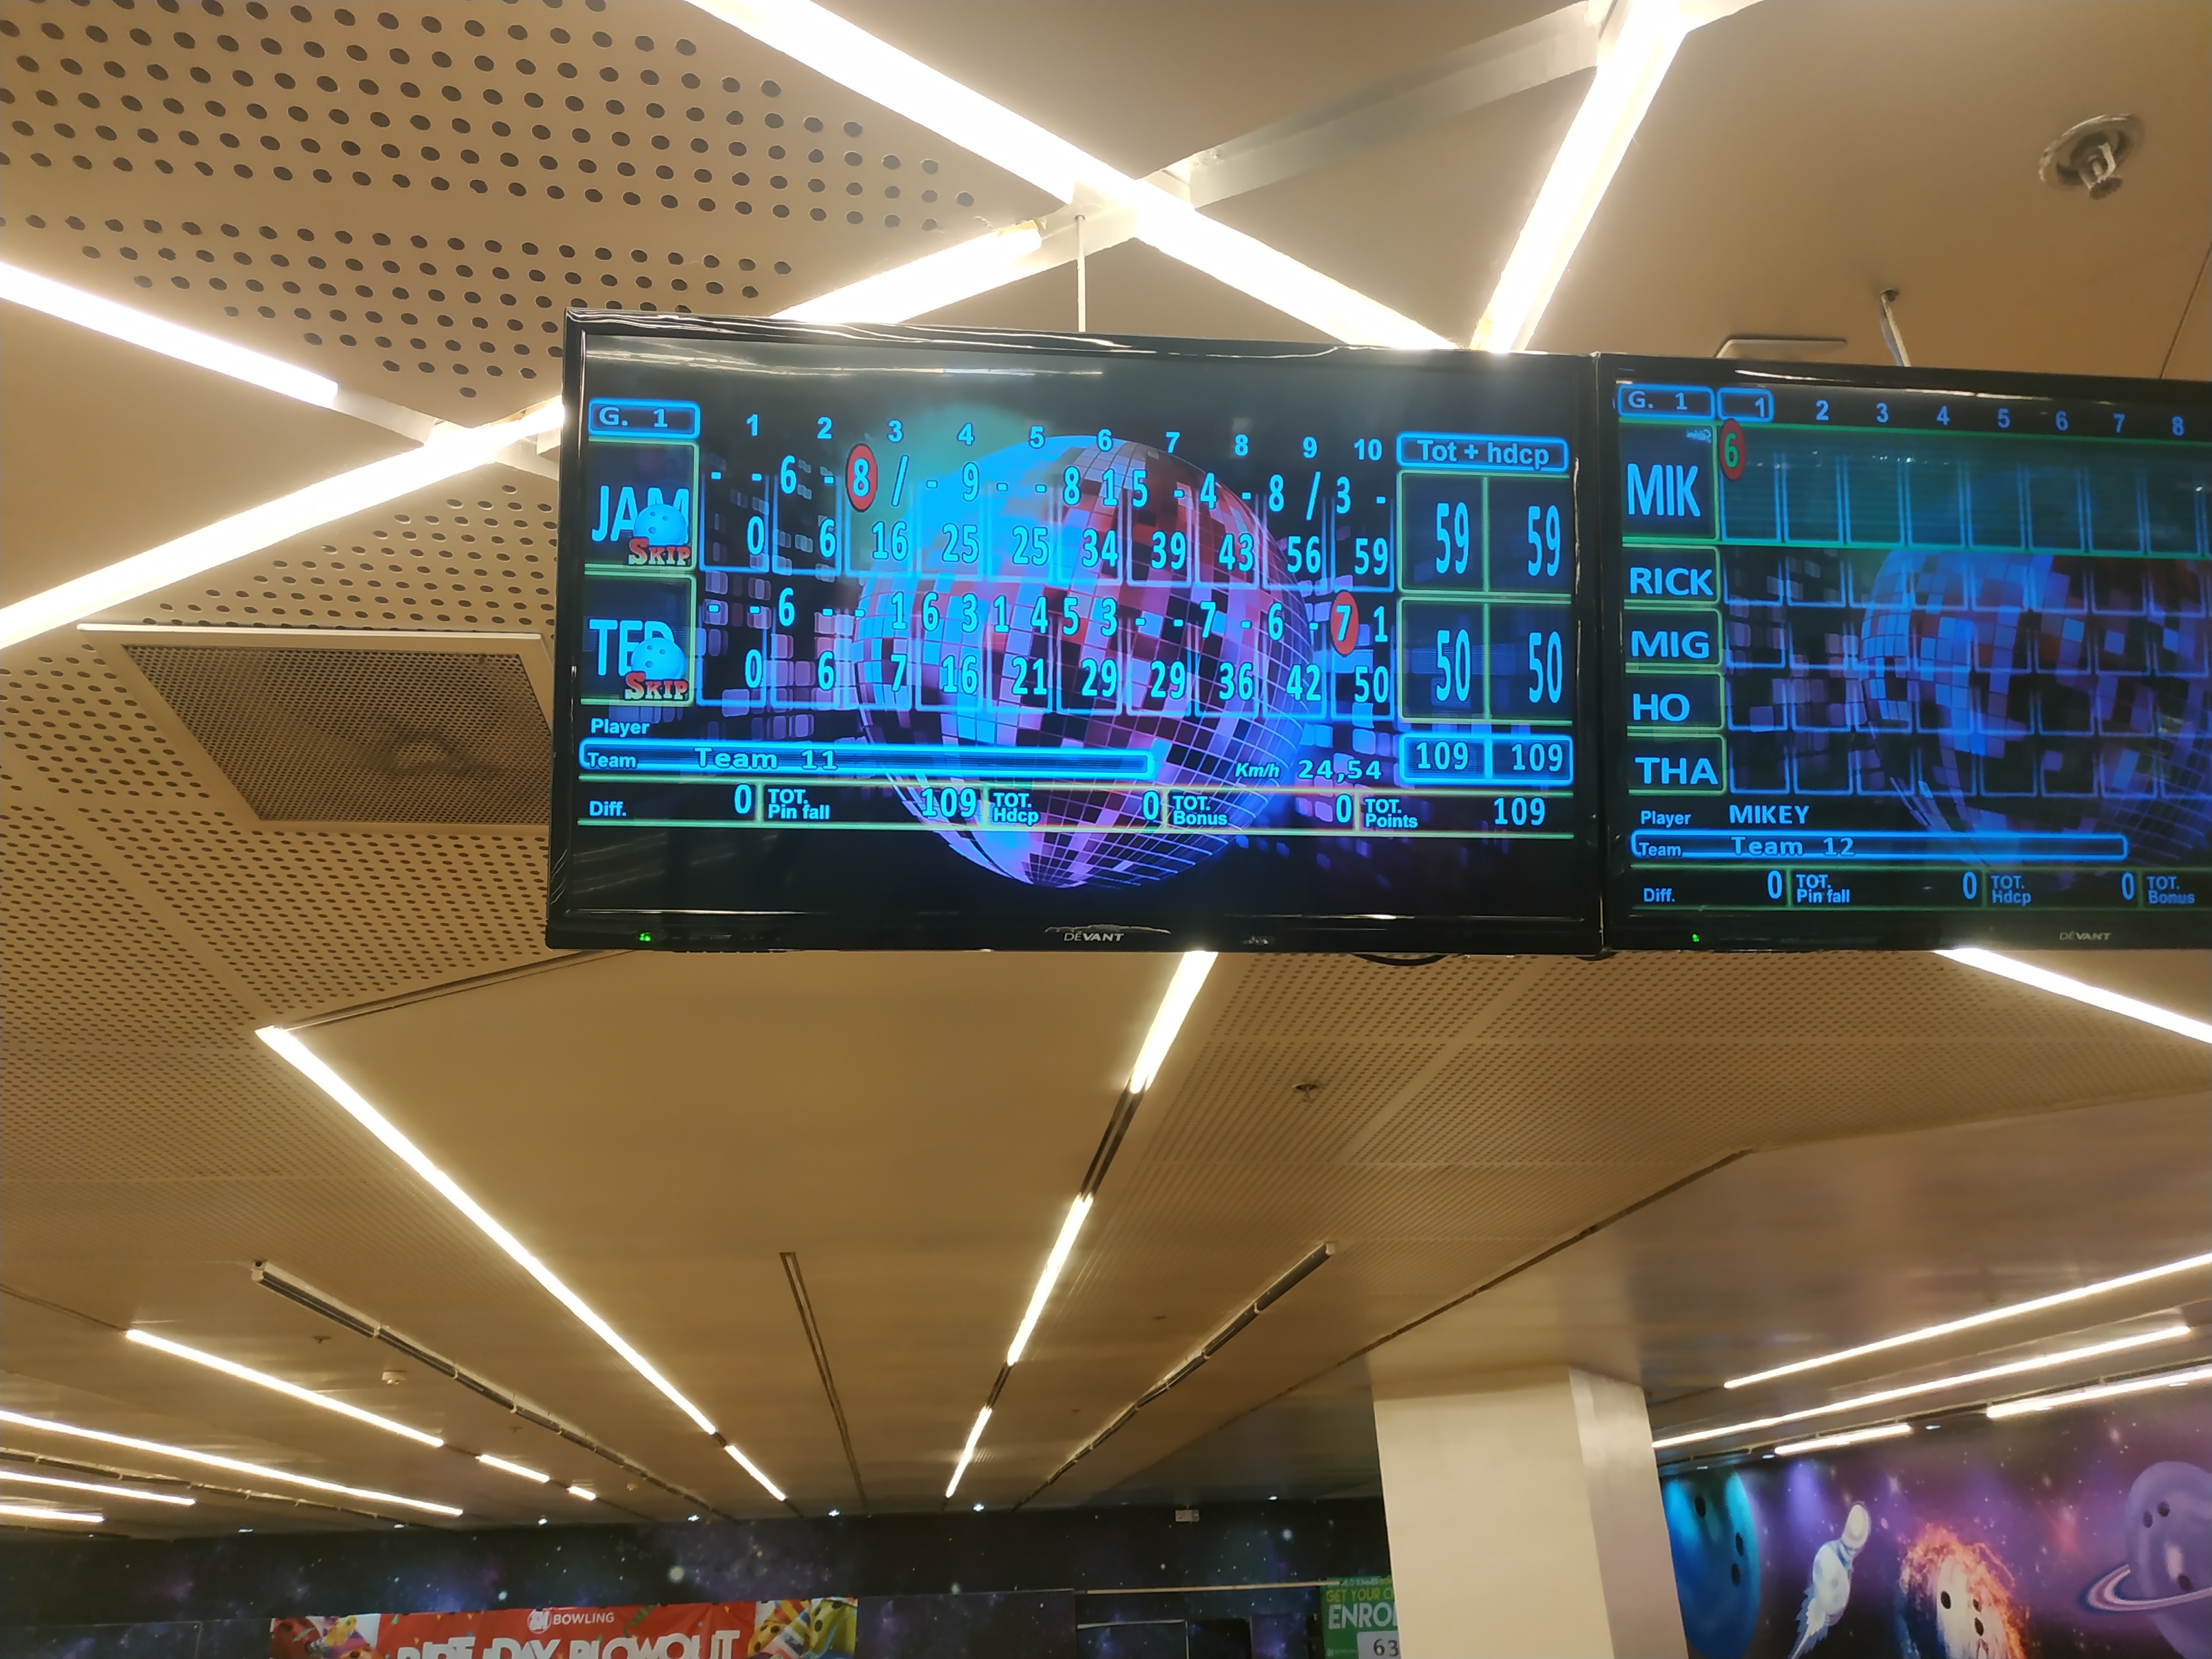 G. 1 1 2 3 4 5 6 7 8 9 10 Tot + hdcp
JAM - - 6 - 8 / - 9 - - 8 1 5 - 4 - 8 / 3 -
SKIP 0 6 16 25 25 34 39 43 56 59 59 59
TED - - 6 - - 1 6 3 1 4 5 3 - - 7 - 6 - 7 1
SKIP 0 6 7 16 21 29 29 36 42 50 50 50
Player
Team Team 11 Km/h 24,54 109 109
Diff. 0 TOT. Pin fall 109 TOT. Hdcp 0 TOT. Bonus 0 TOT. Points 109
DEVANT
G. 1 1 2 3 4 5 6 7 8
MIK 6
RICK
MIG
HO
THA
Player MIKEY
Team Team 12
Diff. 0 TOT. Pin fall 0 TOT. Hdcp 0 TOT. Bonus
DEVANT
BOWLING
BLOWOUT
GET YOUR
ENRO
63